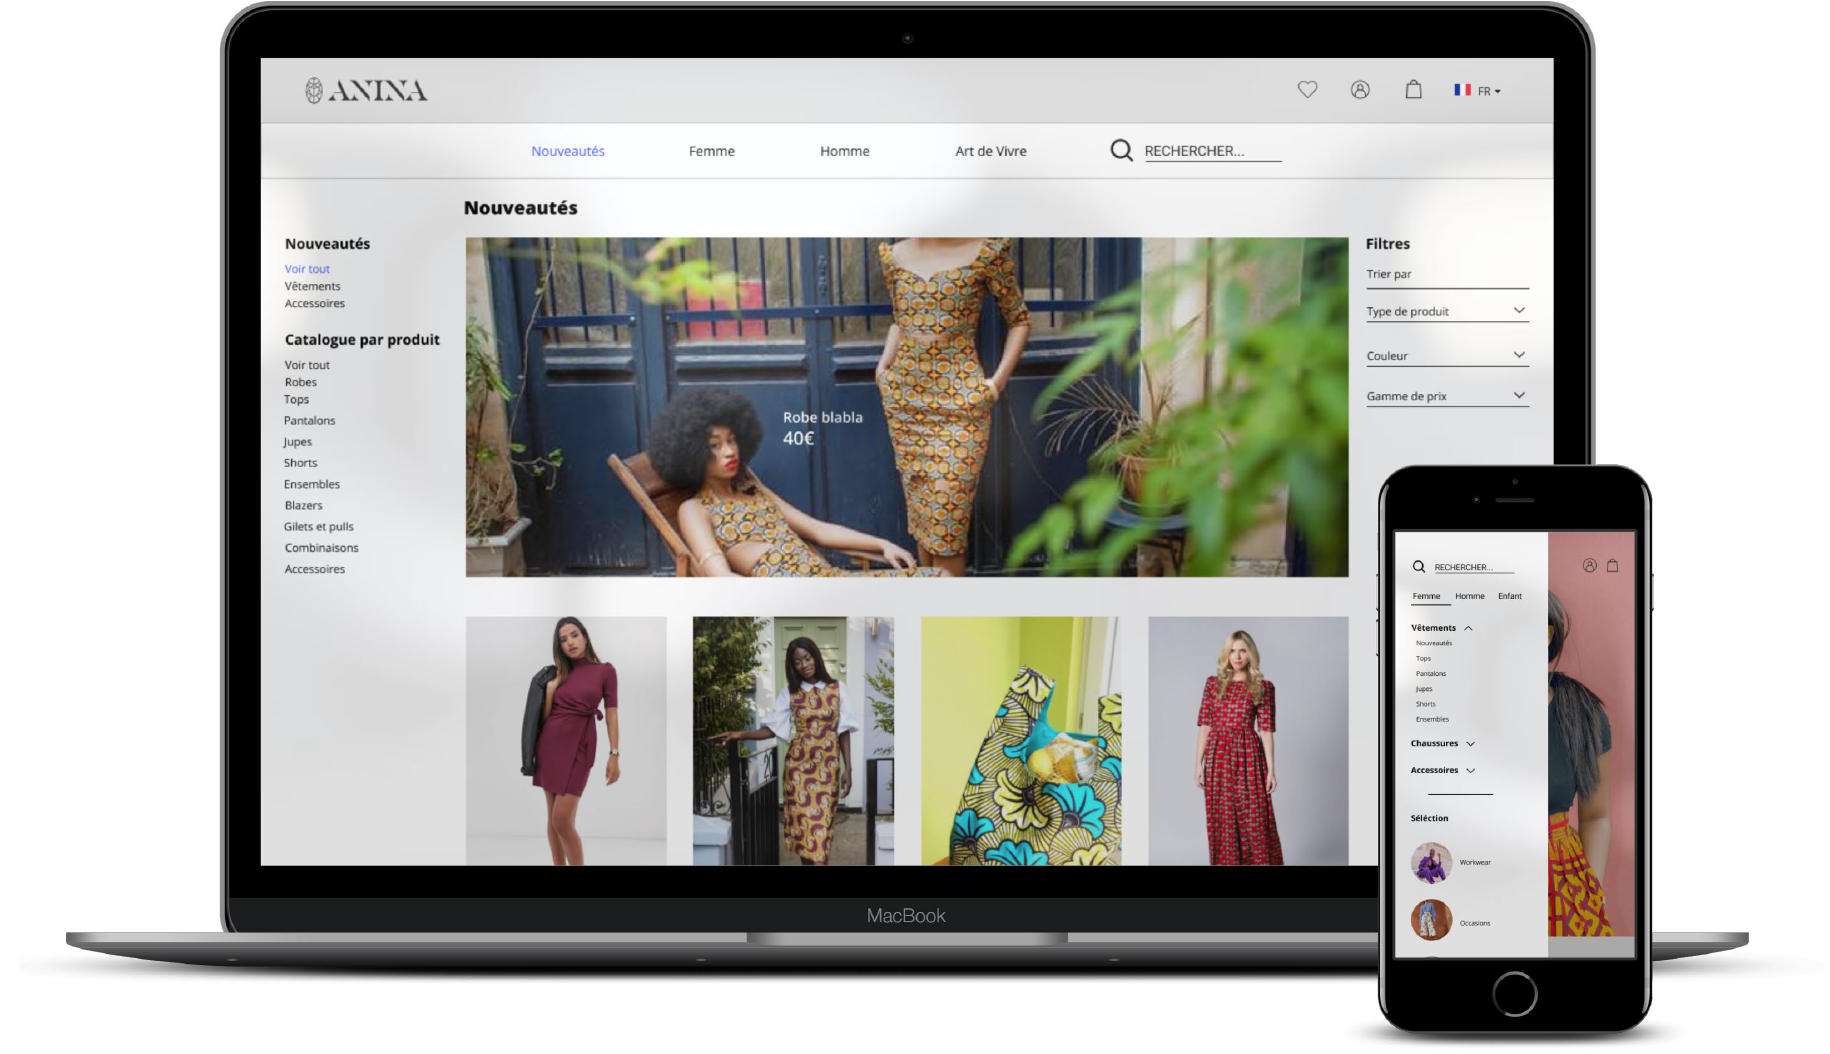 ANINA
FR
Nouveautés Femme Homme Art de Vivre RECHERCHER...
Nouveautés
Nouveautés
Voir tout
Vêtements
Accessoires
Catalogue par produit
Voir tout
Robes
Tops
Pantalons
Jupes
Shorts
Ensembles
Blazers
Gilets et pulls
Combinaisons
Accessoires
Robe blabla
40€
20
Filtres
Trier par
Type de produit
Couleur
Gamme de prix
MacBook
RECHERCHER...
Femme Homme Enfant
Vêtements
Nouveautés
Tops
Pantalons
Jupes
Shorts
Ensembles
Chaussures
Accessoires
Séléction
Workwear
Occasions